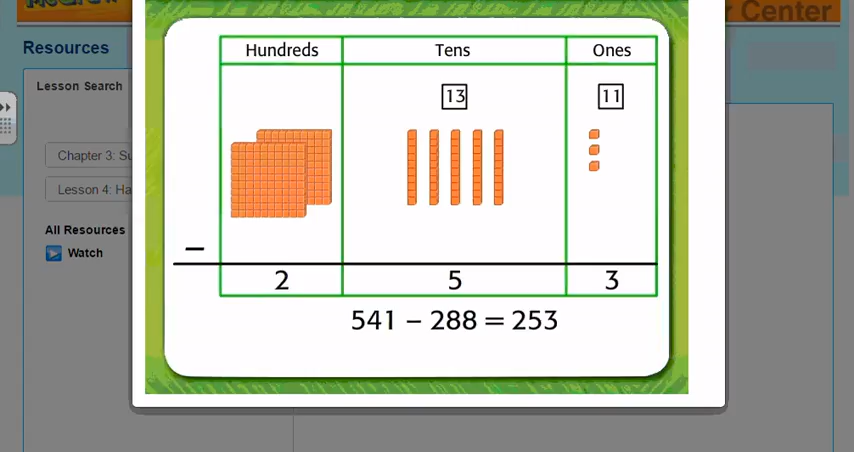 Center
Resources
Lesson Search
Chapter 3: Su
Lesson 4: Ha
All Resources
Watch
Hundreds Tens Ones
13 11
−
2 5 3
541 − 288 = 253